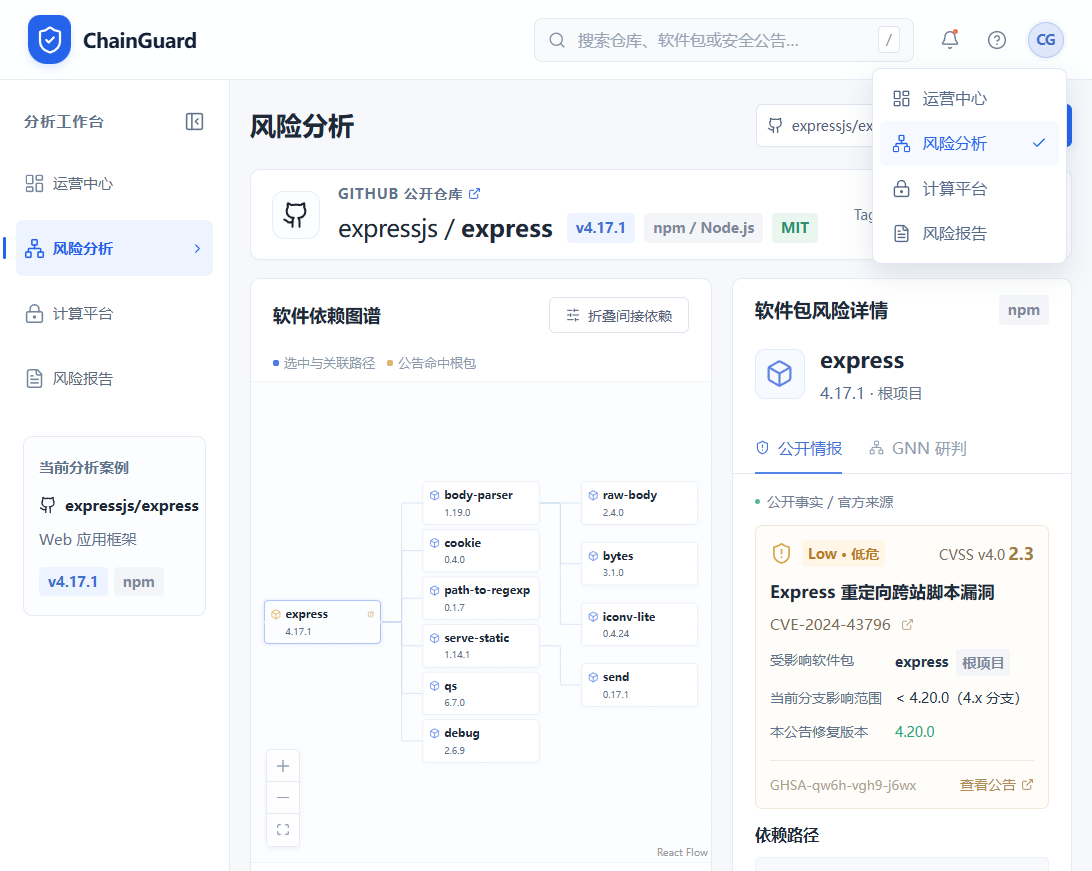 ChainGuard
搜索仓库、软件包或安全公告...
/
CG
运营中心
风险分析
计算平台
风险报告
分析工作台
运营中心
风险分析
计算平台
风险报告
当前分析案例
expressjs/express
Web 应用框架
v4.17.1 npm
风险分析
expressjs/ex
GITHUB 公开仓库
expressjs / express v4.17.1 npm / Node.js MIT
Tag
软件依赖图谱
折叠间接依赖
选中与关联路径 公告命中根包
express
4.17.1
body-parser
1.19.0
cookie
0.4.0
path-to-regexp
0.1.7
serve-static
1.14.1
qs
6.7.0
debug
2.6.9
raw-body
2.4.0
bytes
3.1.0
iconv-lite
0.4.24
send
0.17.1
React Flow
软件包风险详情
npm
express
4.17.1 · 根项目
公开情报 GNN 研判
公开事实 / 官方来源
Low • 低危 CVSS v4.0 2.3
Express 重定向跨站脚本漏洞
CVE-2024-43796
受影响软件包 express 根项目
当前分支影响范围 < 4.20.0（4.x 分支）
本公告修复版本 4.20.0
GHSA-qw6h-vgh9-j6wx 查看公告
依赖路径